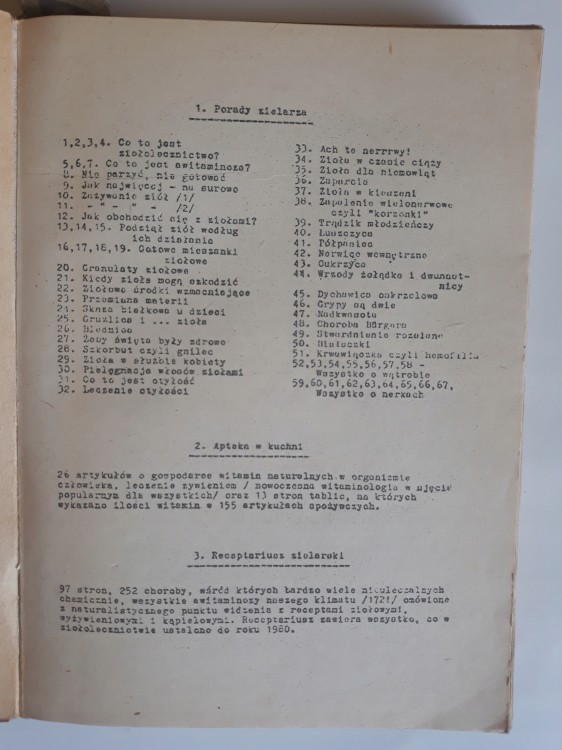 1. Porady zielarza
1,2,3,4. Co to jest
ziołolecznictwo?
5,6,7. Co to jest awitaminoza?
8. Nie parzyć, nie gotować
9. Jak najwięcej - na surowo
10. Zażywanie ziół /1/
11. - " - " - /2/
12. Jak obchodzić się z ziołami?
13,14,15. Podział ziół według
ich działania
16,17,18,19. Gotowe mieszanki
ziołowe
20. Granulaty ziołowe
21. Kiedy zioła mogą szkodzić
22. Ziołowe środki wzmacniające
23. Przemiana materii
24. Skaza białkowa u dzieci
25. Gruźlica i ... zioła
26. Blednica
27. Żeby święta były zdrowe
28. Szkorbut czyli gnilec
29. Zioła w służbie kobiety
30. Pielęgnacja włosów ziołami
31. Co to jest otyłość
32. Leczenie otyłości
33. Ach te nerrrwy!
34. Zioła w czasie ciąży
35. Zioła dla niemowląt
36. Zaparcia
37. Zioła w kieszeni
38. Zapalenie wielonerwowe
czyli "korzonki"
39. Trądzik młodzieńczy
40. Łuszczyca
41. Półpasiec
42. Nerwice wewnętrzne
43. Cukrzyca
44. Wrzody żołądka i dwunast-
nicy
45. Dychawica oskrzelowa
46. Grypy są dwie
47. Nadkwasota
48. Choroba Bürgera
49. Stwardnienie rozsiane
50. Białaczki
51. Krwawiączka czyli hemofilia
52,53,54,55,56,57,58 -
Wszystko o wątrobie
59,60,61,62,63,64,65,66,67,
Wszystko o nerkach
2. Apteka w kuchni
26 artykułów o gospodarce witamin naturalnych w organizmie
człowieka, leczenie żywieniem / nowoczesna witaminologia w ujęciu
popularnym dla wszystkich/ oraz 13 stron tablic, na których
wykazano ilości witamin w 155 artykułach spożywczych.
3. Receptariusz zielarski
97 stron, 252 choroby, wśród których bardzo wiele nieuleczalnych
chemicznie, wszystkie awitaminozy naszego klimatu /172!/ omówione
z naturalistycznego punktu widzenia z receptami ziołowymi,
wyżywieniowymi i kąpielowymi. Receptariusz zawiera wszystko, co w
ziołolecznictwie ustalono do roku 1980.